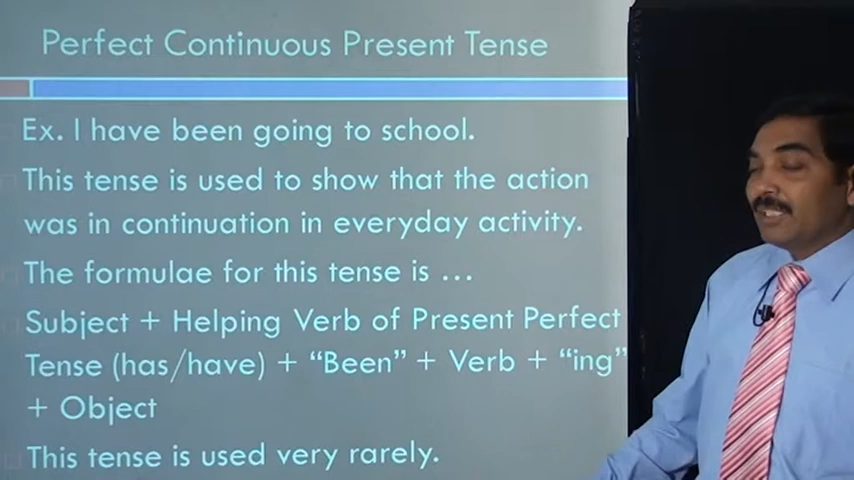 Perfect Continuous Present Tense
Ex. I have been going to school.
This tense is used to show that the action
was in continuation in everyday activity.
The formulae for this tense is ...
Subject + Helping Verb of Present Perfect
Tense (has/have) + “Been” + Verb + “ing”
+ Object
This tense is used very rarely.